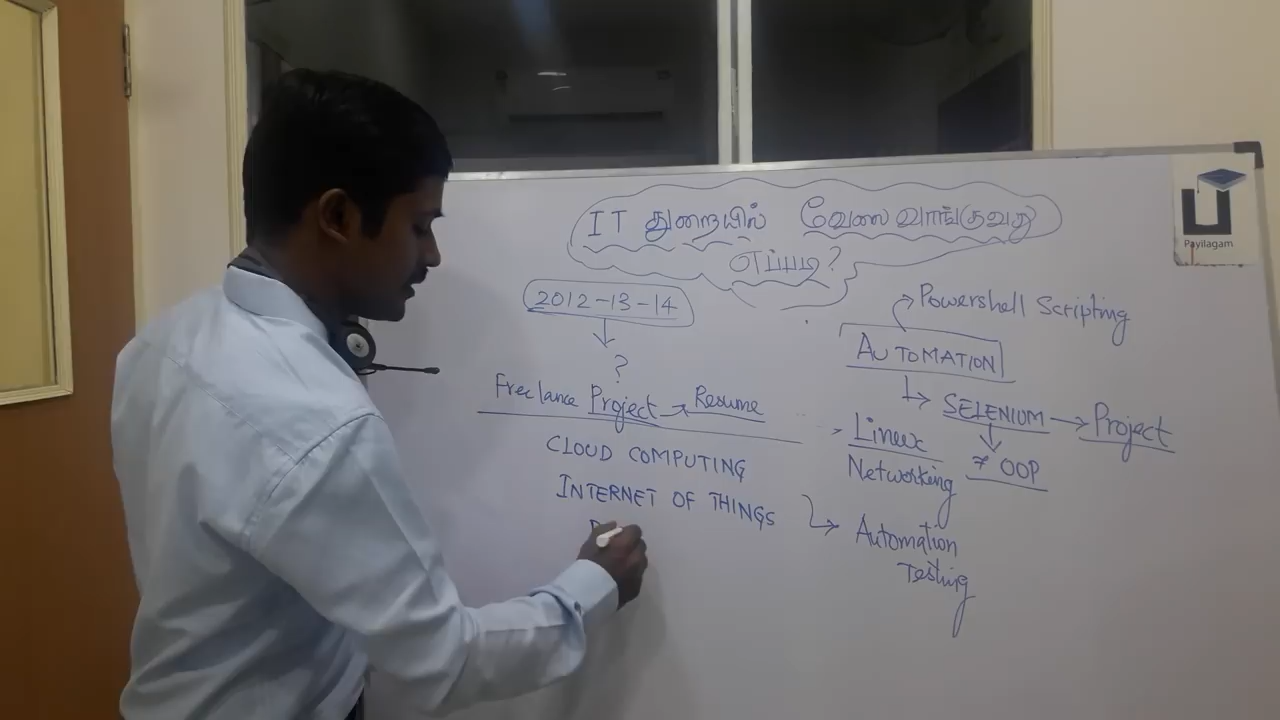 IT துறையில் வேலை வாங்குவது
எப்படி?
Payilagam
2012-13-14
?
Freelance Project → Resume
CLOUD COMPUTING
INTERNET OF THINGS
Powershell Scripting
AUTOMATION
SELENIUM → Project
Linux
Networking
* OOP
Automation
Testing